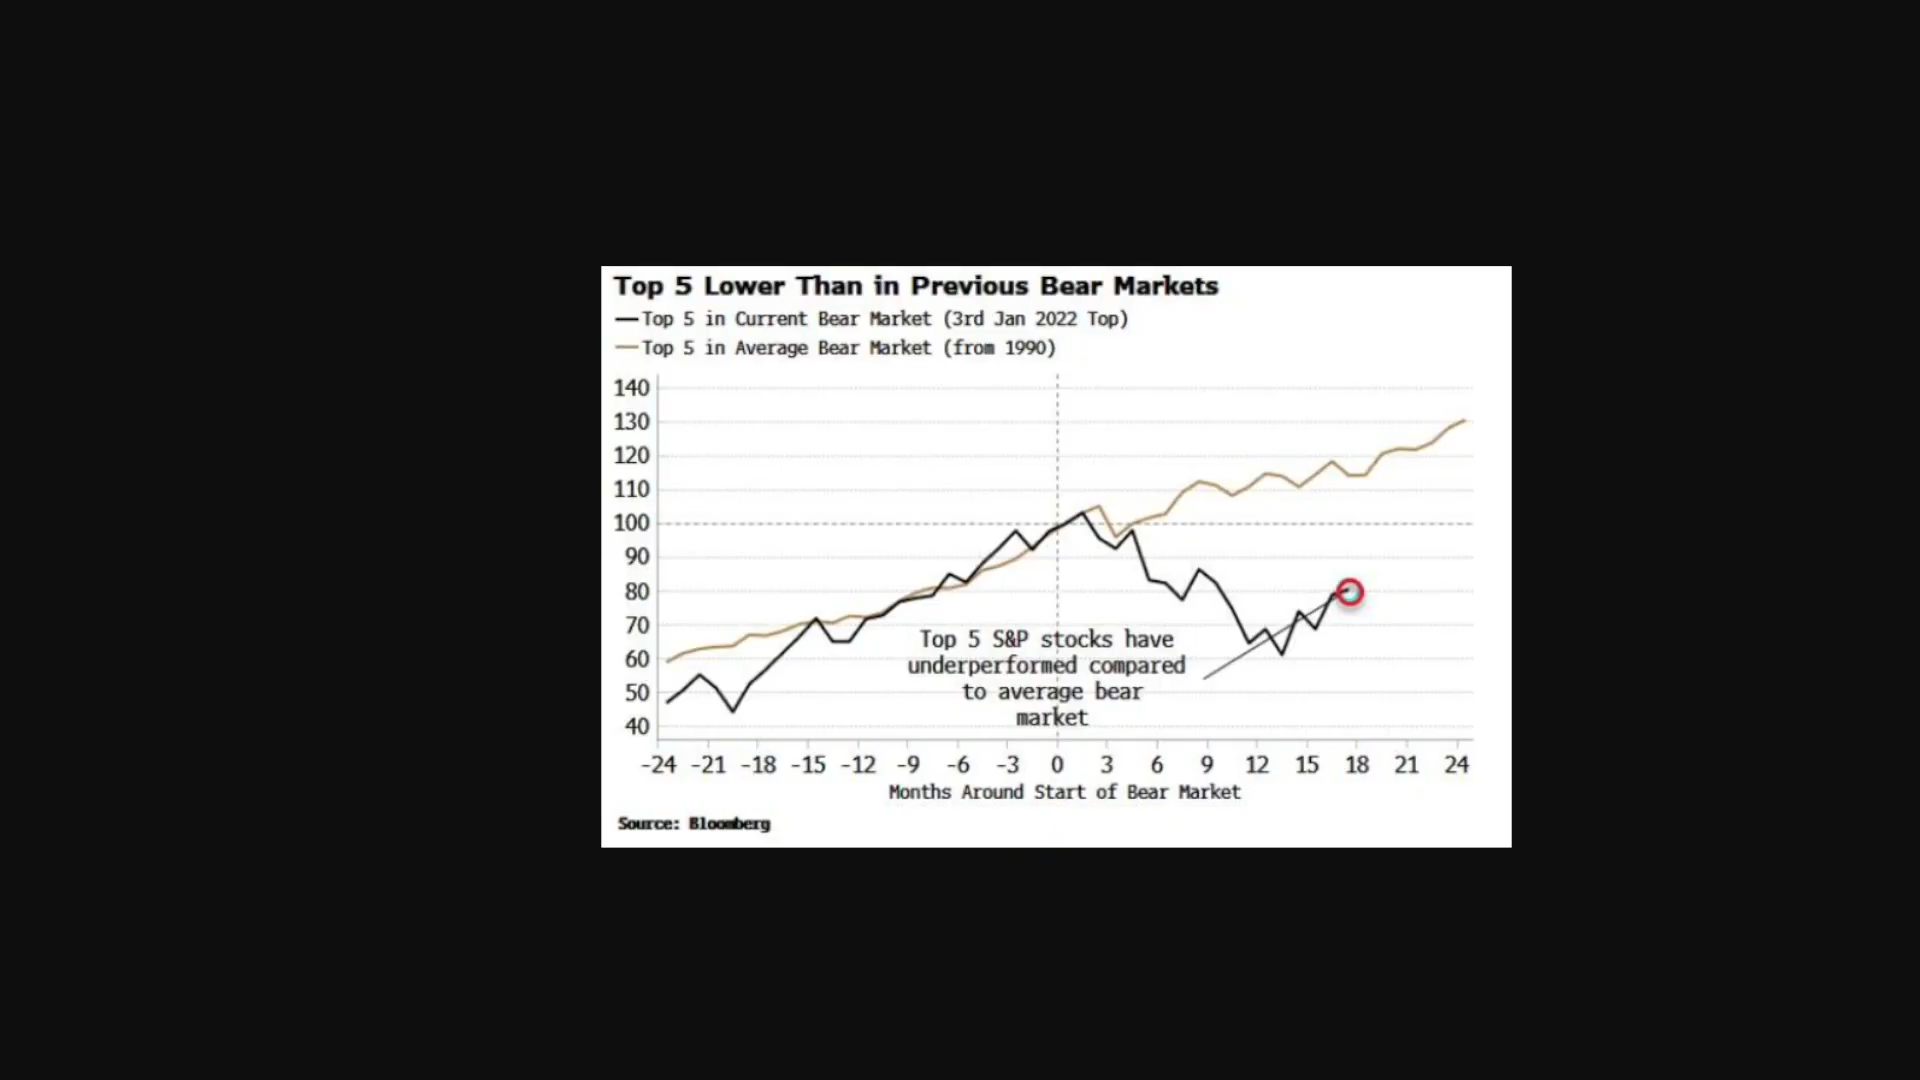 Top 5 Lower Than in Previous Bear Markets
Top 5 in Current Bear Market (3rd Jan 2022 Top)
Top 5 in Average Bear Market (from 1990)
140
130
120
110
100
90
80
70
60
50
40
Top 5 S&P stocks have
underperformed compared
to average bear
market
-24 -21 -18 -15 -12 -9 -6 -3 0 3 6 9 12 15 18 21 24
Months Around Start of Bear Market
Source: Bloomberg